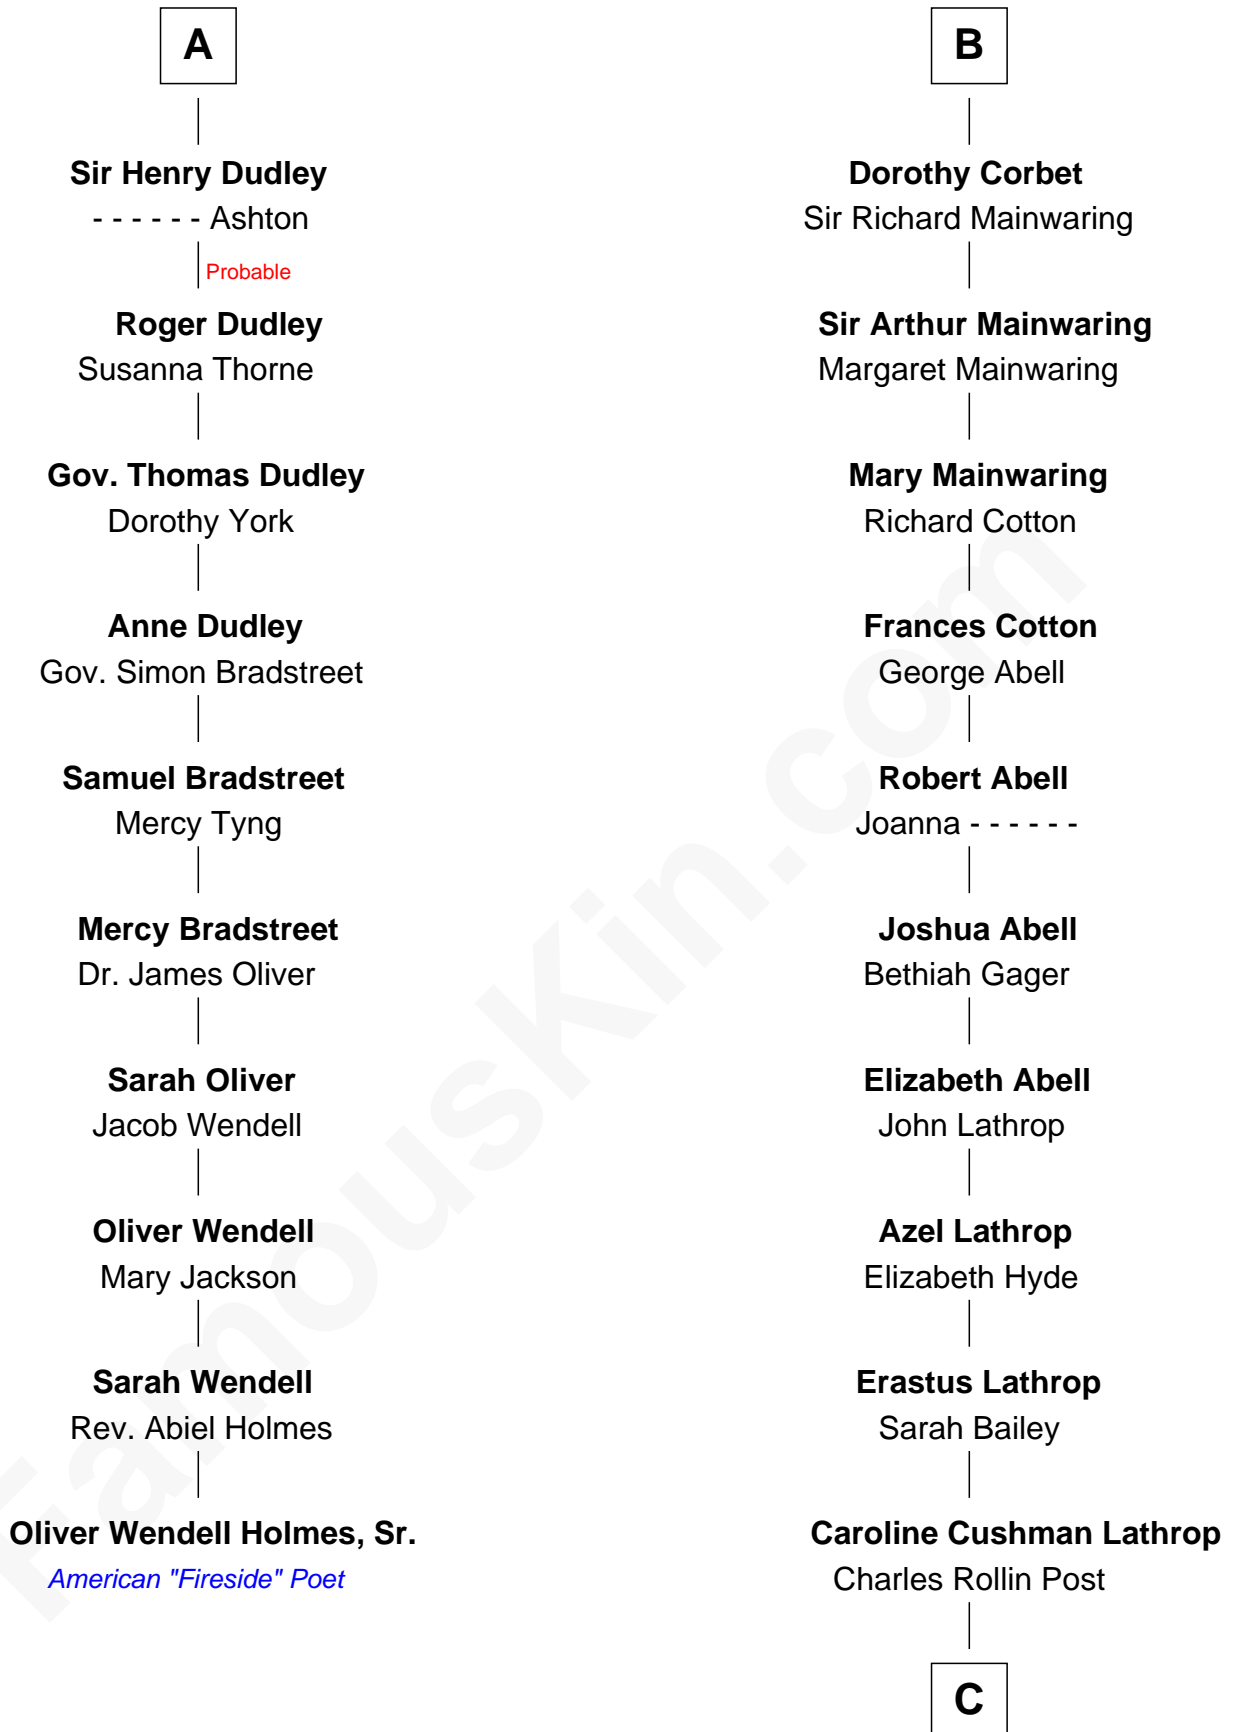 A
Sir Henry Dudley
- - - - - - Ashton
Probable
Roger Dudley
Susanna Thorne
Gov. Thomas Dudley
Dorothy York
Anne Dudley
Gov. Simon Bradstreet
Samuel Bradstreet
Mercy Tyng
Mercy Bradstreet
Dr. James Oliver
Sarah Oliver
Jacob Wendell
Oliver Wendell
Mary Jackson
Sarah Wendell
Rev. Abiel Holmes
Oliver Wendell Holmes, Sr.
American "Fireside" Poet
B
Dorothy Corbet
Sir Richard Mainwaring
Sir Arthur Mainwaring
Margaret Mainwaring
Mary Mainwaring
Richard Cotton
Frances Cotton
George Abell
Robert Abell
Joanna - - - - - -
Joshua Abell
Bethiah Gager
Elizabeth Abell
John Lathrop
Azel Lathrop
Elizabeth Hyde
Erastus Lathrop
Sarah Bailey
Caroline Cushman Lathrop
Charles Rollin Post
C
FamousKin.com